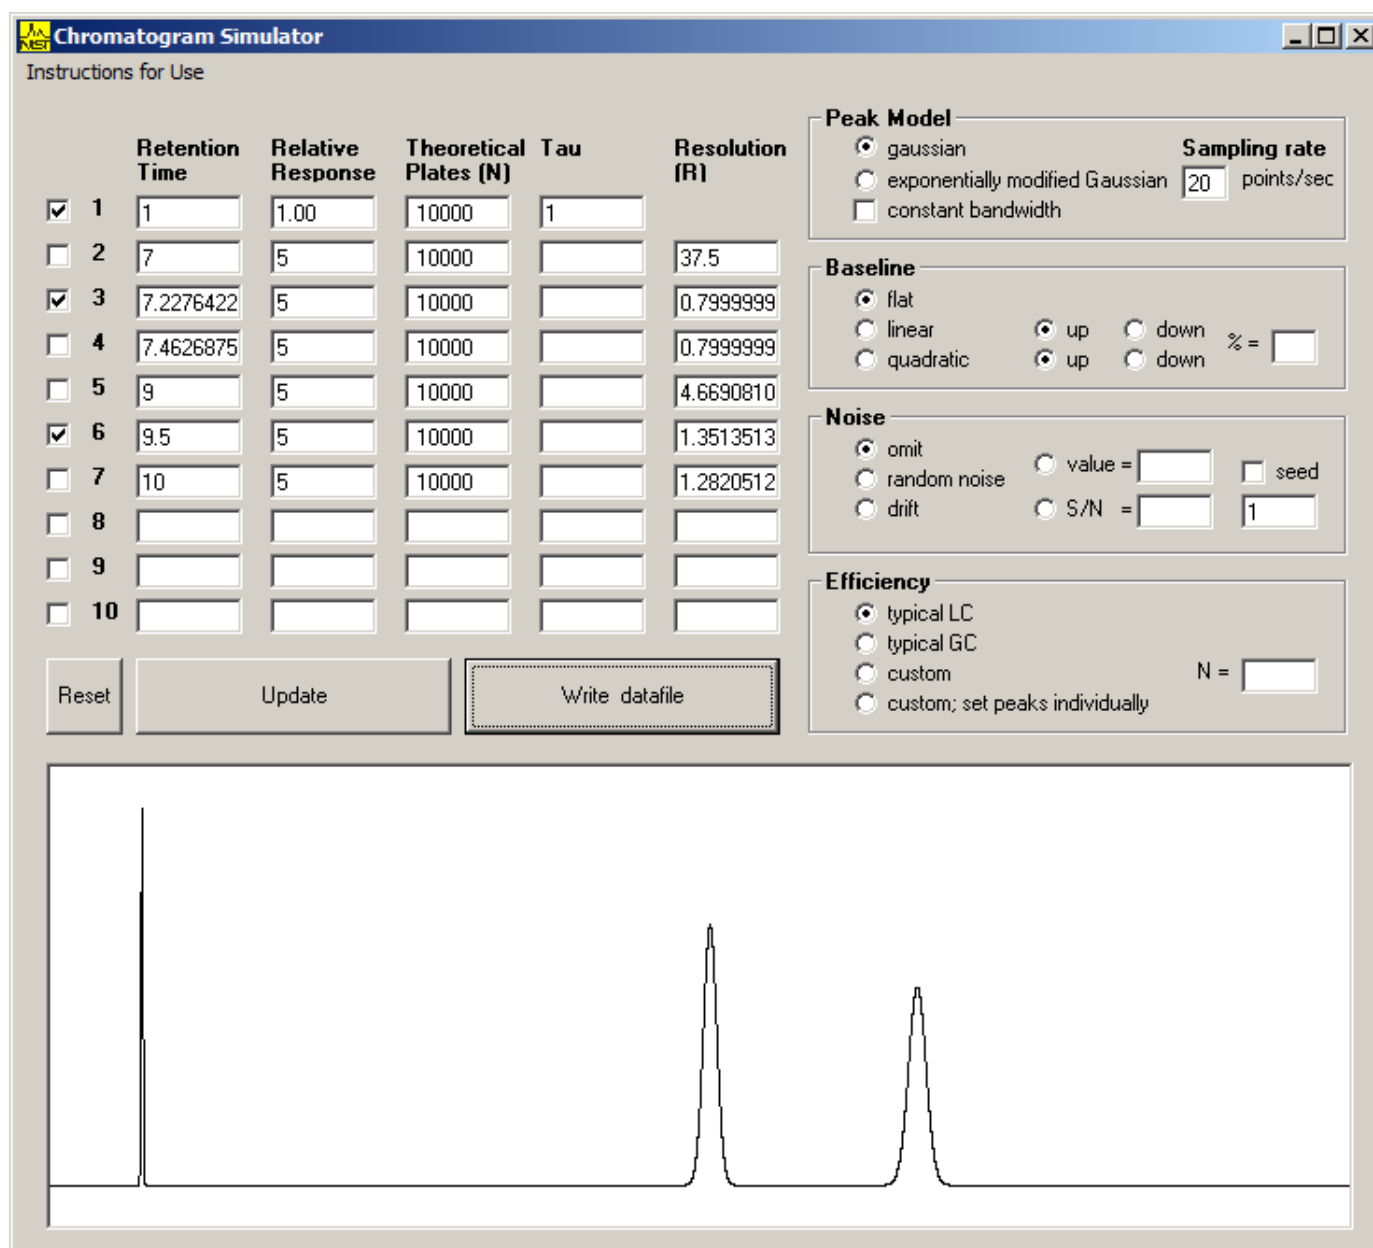 NIST
Chromatogram Simulator
Instructions for Use
Retention Time Relative Response Theoretical Plates (N) Tau Resolution (R)
1 1 1.00 10000 1
2 7 5 10000 37.5
3 7.2276422 5 10000 0.7999999
4 7.4626875 5 10000 0.7999999
5 9 5 10000 4.6690810
6 9.5 5 10000 1.3513513
7 10 5 10000 1.2820512
8
9
10
Reset Update Write datafile
Peak Model
gaussian Sampling rate
exponentially modified Gaussian 20 points/sec
constant bandwidth
Baseline
flat
linear up down % =
quadratic up down
Noise
omit value =
random noise seed
drift S/N = 1
Efficiency
typical LC
typical GC
custom N =
custom; set peaks individually